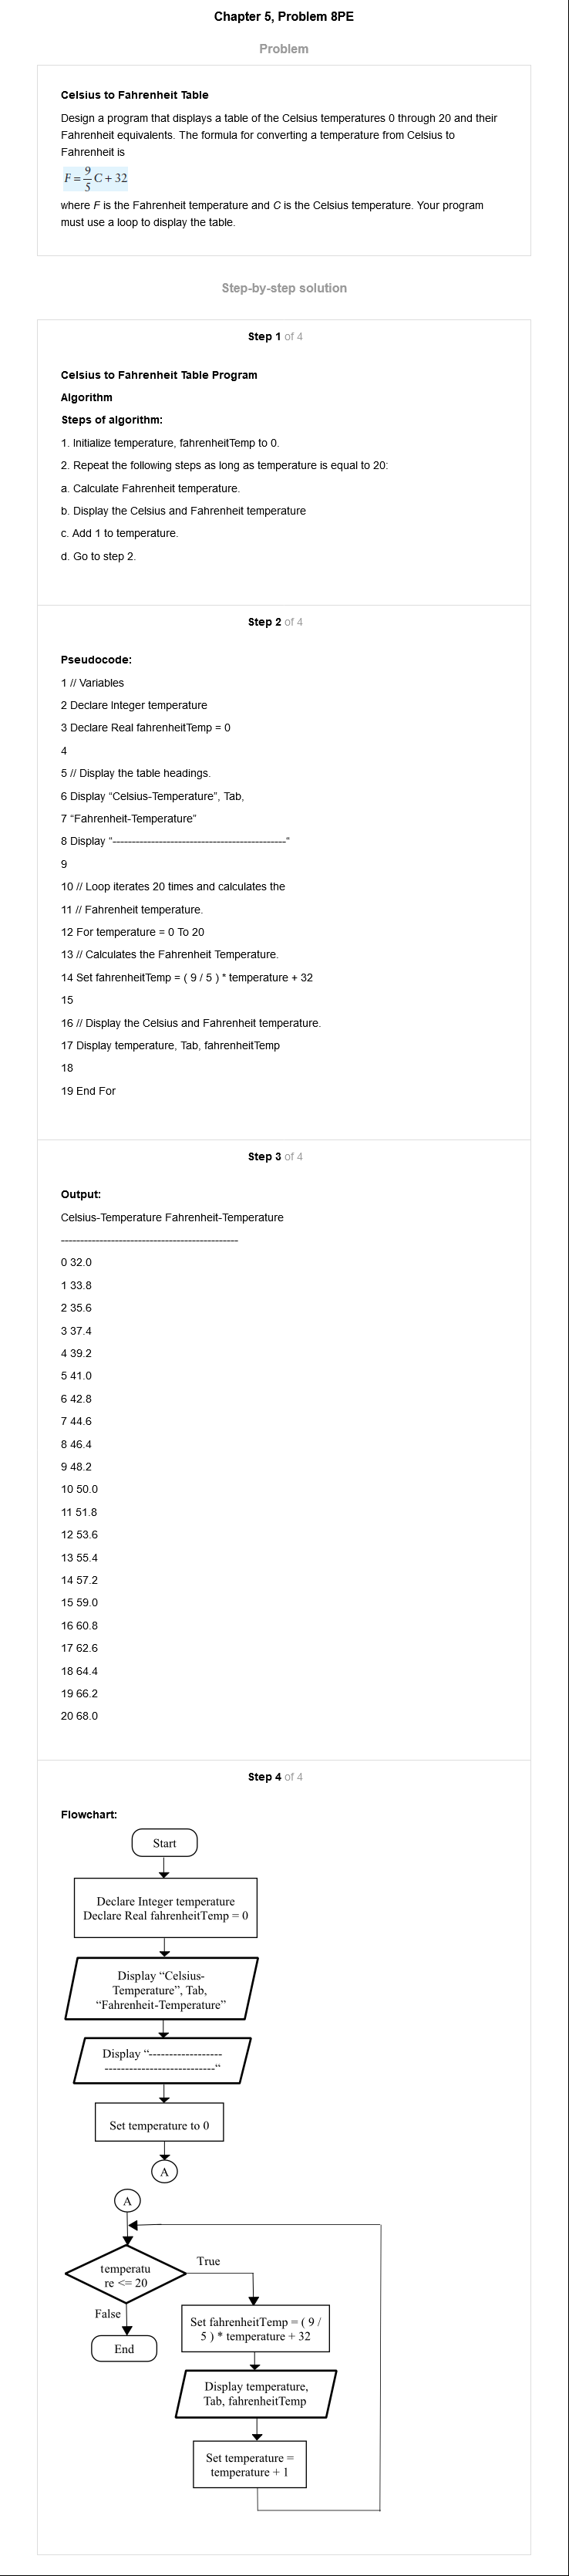 Chapter 5, Problem 8PE
Problem
Celsius to Fahrenheit Table
Design a program that displays a table of the Celsius temperatures 0 through 20 and their
Fahrenheit equivalents. The formula for converting a temperature from Celsius to
Fahrenheit is
F = 9/5 C + 32
where F is the Fahrenheit temperature and C is the Celsius temperature. Your program
must use a loop to display the table.
Step-by-step solution
Step 1 of 4
Celsius to Fahrenheit Table Program
Algorithm
Steps of algorithm:
1. Initialize temperature, fahrenheitTemp to 0.
2. Repeat the following steps as long as temperature is equal to 20:
a. Calculate Fahrenheit temperature.
b. Display the Celsius and Fahrenheit temperature
c. Add 1 to temperature.
d. Go to step 2.
Step 2 of 4
Pseudocode:
1 // Variables
2 Declare Integer temperature
3 Declare Real fahrenheitTemp = 0
4
5 // Display the table headings.
6 Display “Celsius-Temperature”, Tab,
7 “Fahrenheit-Temperature”
8 Display “---------------------------------------------“
9
10 // Loop iterates 20 times and calculates the
11 // Fahrenheit temperature.
12 For temperature = 0 To 20
13 // Calculates the Fahrenheit Temperature.
14 Set fahrenheitTemp = ( 9 / 5 ) * temperature + 32
15
16 // Display the Celsius and Fahrenheit temperature.
17 Display temperature, Tab, fahrenheitTemp
18
19 End For
Step 3 of 4
Output:
Celsius-Temperature Fahrenheit-Temperature
----------------------------------------------
0 32.0
1 33.8
2 35.6
3 37.4
4 39.2
5 41.0
6 42.8
7 44.6
8 46.4
9 48.2
10 50.0
11 51.8
12 53.6
13 55.4
14 57.2
15 59.0
16 60.8
17 62.6
18 64.4
19 66.2
20 68.0
Step 4 of 4
Flowchart:
Start
Declare Integer temperature
Declare Real fahrenheitTemp = 0
Display “Celsius-
Temperature”, Tab,
“Fahrenheit-Temperature”
Display “------------------
---------------------------“
Set temperature to 0
A
A
temperatu
re <= 20
True
False
End
Set fahrenheitTemp = ( 9 /
5 ) * temperature + 32
Display temperature,
Tab, fahrenheitTemp
Set temperature =
temperature + 1